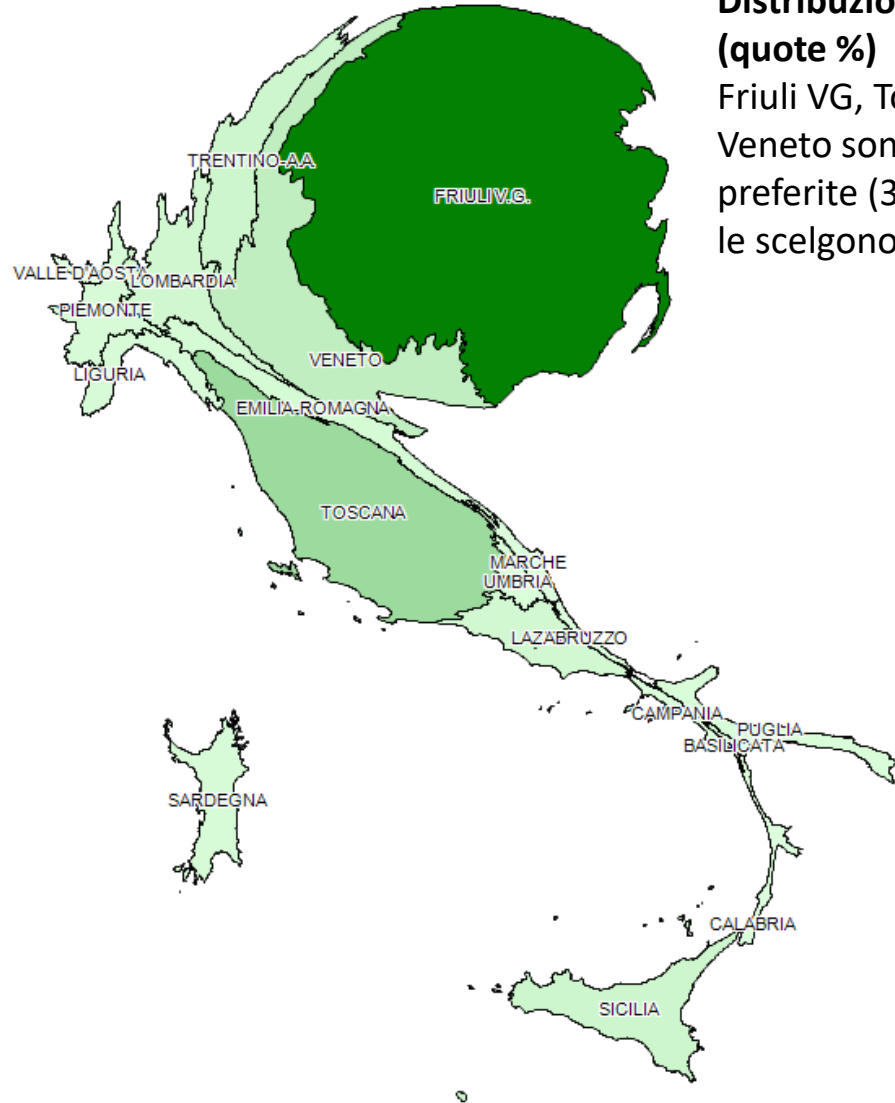 Distribuzio
(quote %)
Friuli VG, To
Veneto son
preferite (3
le scelgono
TRENTINO-A.A.
FRIULI V.G.
VALLE D'AOSTA
LOMBARDIA
PIEMONTE
VENETO
LIGURIA
EMILIA-ROMAGNA
TOSCANA
MARCHE
UMBRIA
LAZABRUZZO
CAMPANIA
PUGLIA
BASILICATA
SARDEGNA
CALABRIA
SICILIA